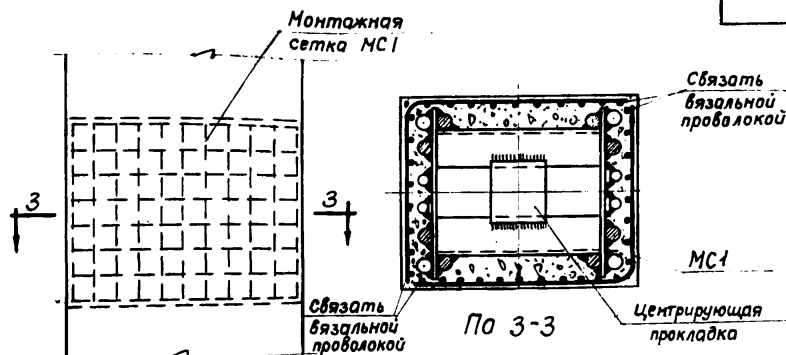 Монтажная
сетка МС1
3
3
Связать
вязальной
проволокой
МС1
Центрирующая
прокладка
Связать
вязальной
проволокой
По 3-3